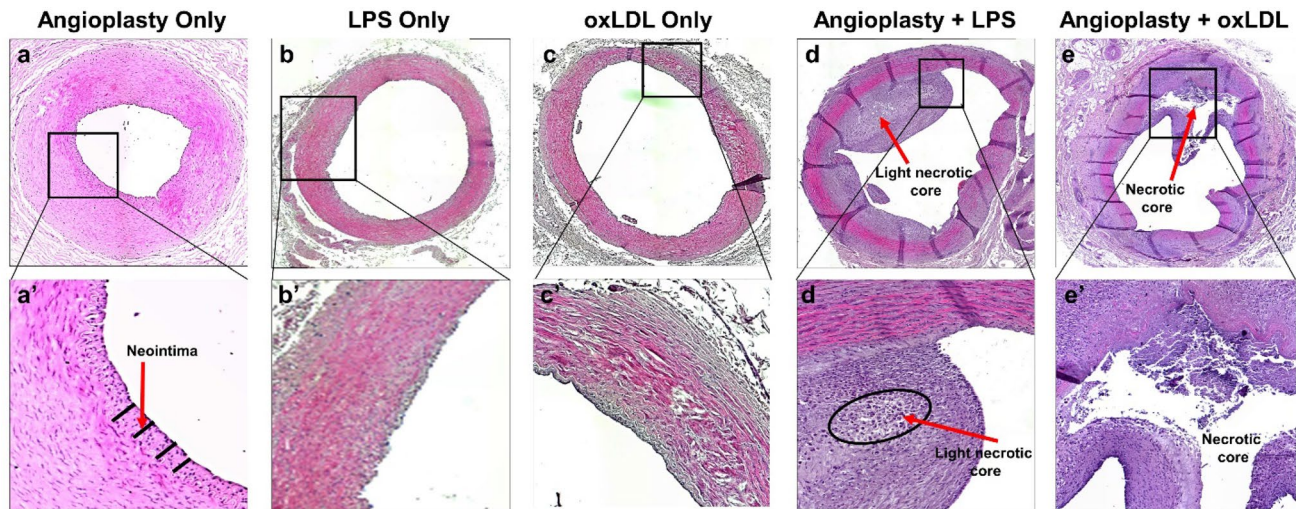 Angioplasty Only
LPS Only
oxLDL Only
Angioplasty + LPS
Angioplasty + oxLDL
a
b
c
d
e
Light necrotic
core
Necrotic
core
a'
b'
c'
d'
e'
Neointima
Light necrotic
core
Necrotic
core